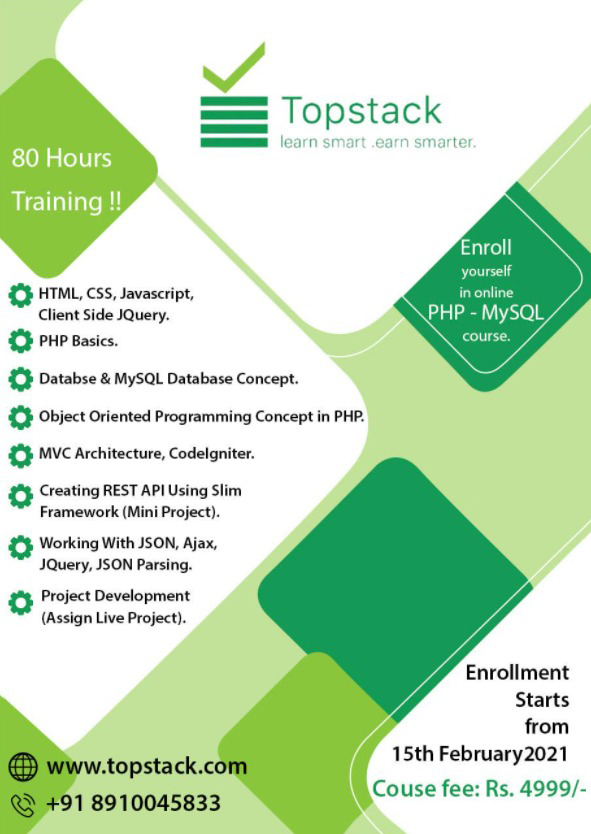 Topstack
learn smart .earn smarter.
80 Hours
Training !!
Enroll
yourself
in online
PHP - MySQL
course.
HTML, CSS, Javascript,
Client Side JQuery.
PHP Basics.
Databse & MySQL Database Concept.
Object Oriented Programming Concept in PHP.
MVC Architecture, CodeIgniter.
Creating REST API Using Slim
Framework (Mini Project).
Working With JSON, Ajax,
JQuery, JSON Parsing.
Project Development
(Assign Live Project).
Enrollment
Starts
from
15th February2021
Couse fee: Rs. 4999/-
www.topstack.com
+91 8910045833